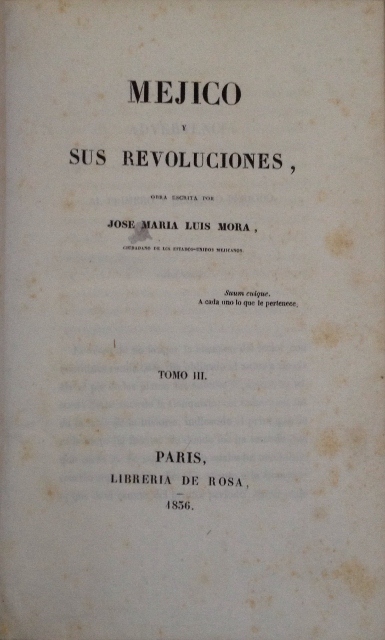 MEJICO
Y
SUS REVOLUCIONES,
OBRA ESCRITA POR
JOSE MARIA LUIS MORA,
CIUDADANO DE LOS ESTADOS-UNIDOS MEJICANOS.
Suum cuique.
A cada uno lo que le pertenece.
TOMO III.
PARIS,
LIBRERIA DE ROSA,
1836.